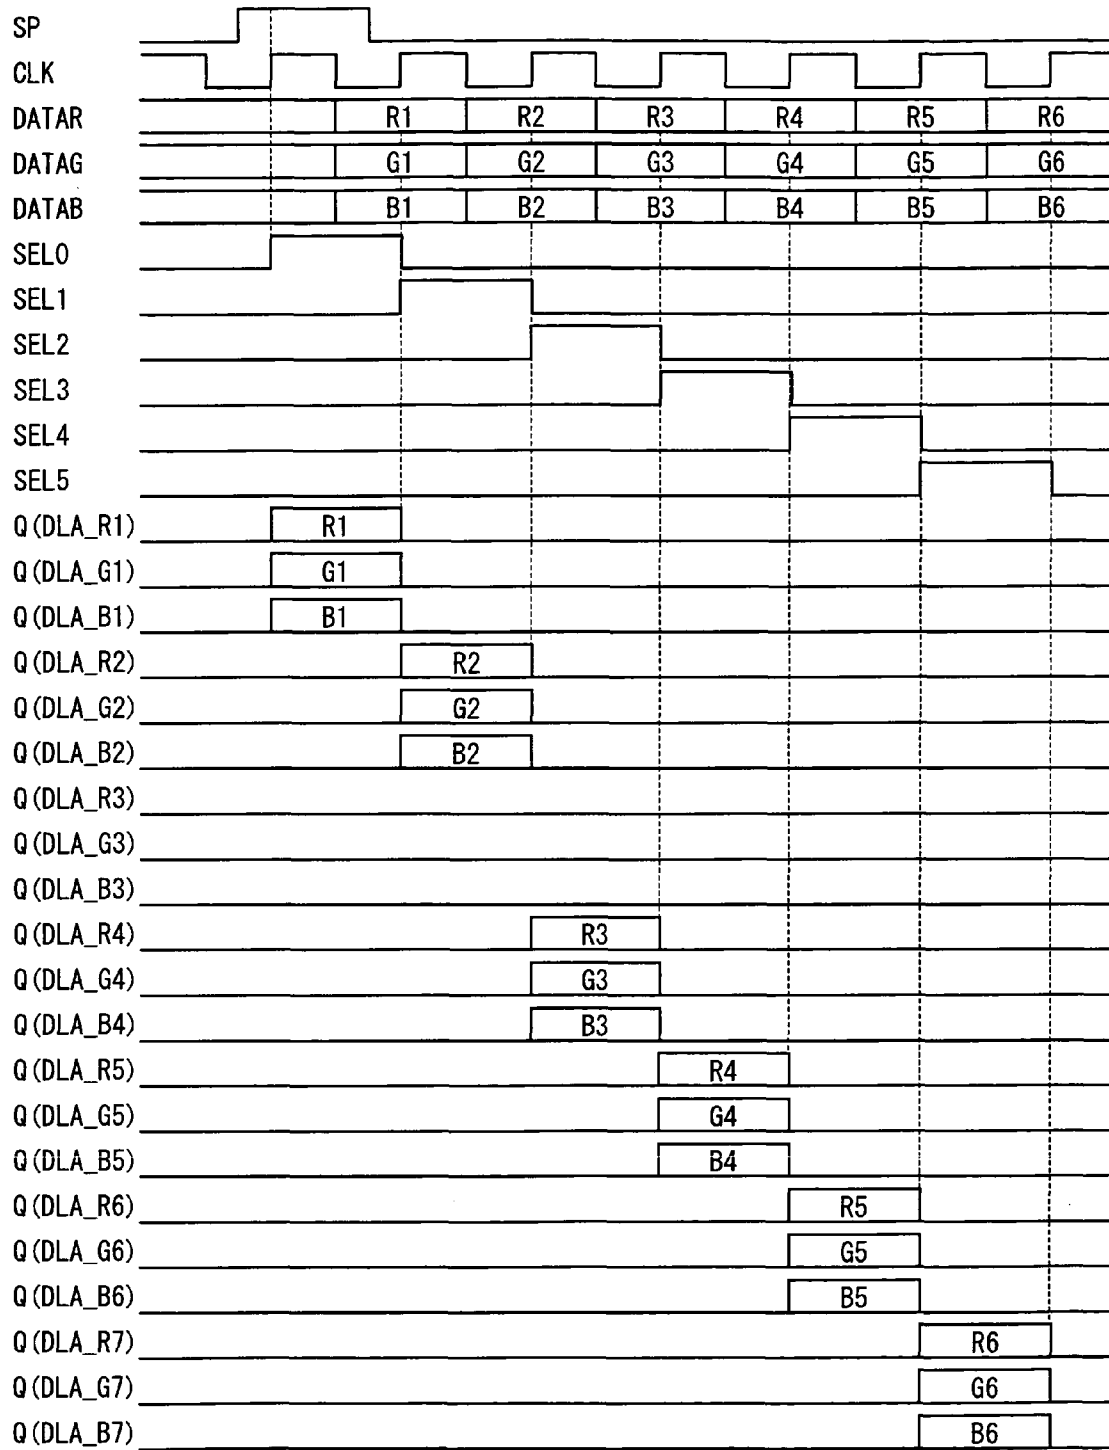 SP
CLK
DATAR R1 R2 R3 R4 R5 R6
DATAG G1 G2 G3 G4 G5 G6
DATAB B1 B2 B3 B4 B5 B6
SEL0
SEL1
SEL2
SEL3
SEL4
SEL5
Q(DLA_R1) R1
Q(DLA_G1) G1
Q(DLA_B1) B1
Q(DLA_R2) R2
Q(DLA_G2) G2
Q(DLA_B2) B2
Q(DLA_R3)
Q(DLA_G3)
Q(DLA_B3)
Q(DLA_R4) R3
Q(DLA_G4) G3
Q(DLA_B4) B3
Q(DLA_R5) R4
Q(DLA_G5) G4
Q(DLA_B5) B4
Q(DLA_R6) R5
Q(DLA_G6) G5
Q(DLA_B6) B5
Q(DLA_R7) R6
Q(DLA_G7) G6
Q(DLA_B7) B6